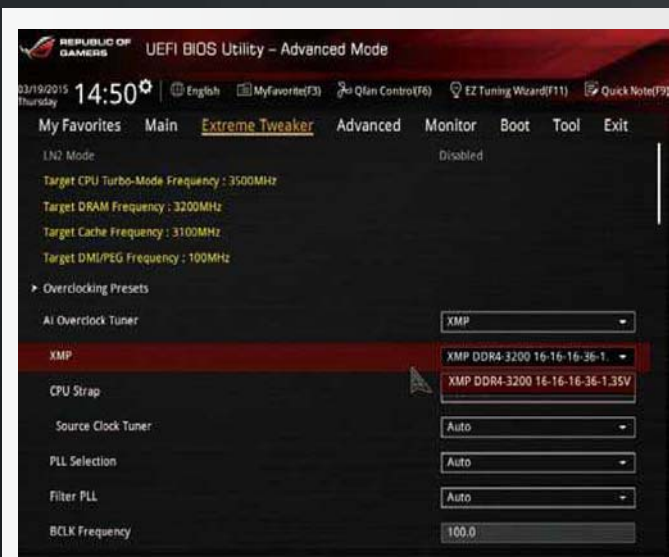 REPUBLIC OF GAMERS UEFI BIOS Utility – Advanced Mode
03/19/2015 Thursday 14:50 English MyFavorite(F3) Qfan Control(F6) EZ Tuning Wizard(F11) Quick Note(F9)
My Favorites Main Extreme Tweaker Advanced Monitor Boot Tool Exit
LN2 Mode Disabled
Target CPU Turbo-Mode Frequency : 3500MHz
Target DRAM Frequency : 3200MHz
Target Cache Frequency : 3100MHz
Target DMI/PEG Frequency : 100MHz
Overclocking Presets
Ai Overclock Tuner XMP
XMP XMP DDR4-3200 16-16-16-36-1.
XMP DDR4-3200 16-16-16-36-1.35V
CPU Strap
Source Clock Tuner Auto
PLL Selection Auto
Filter PLL Auto
BCLK Frequency 100.0